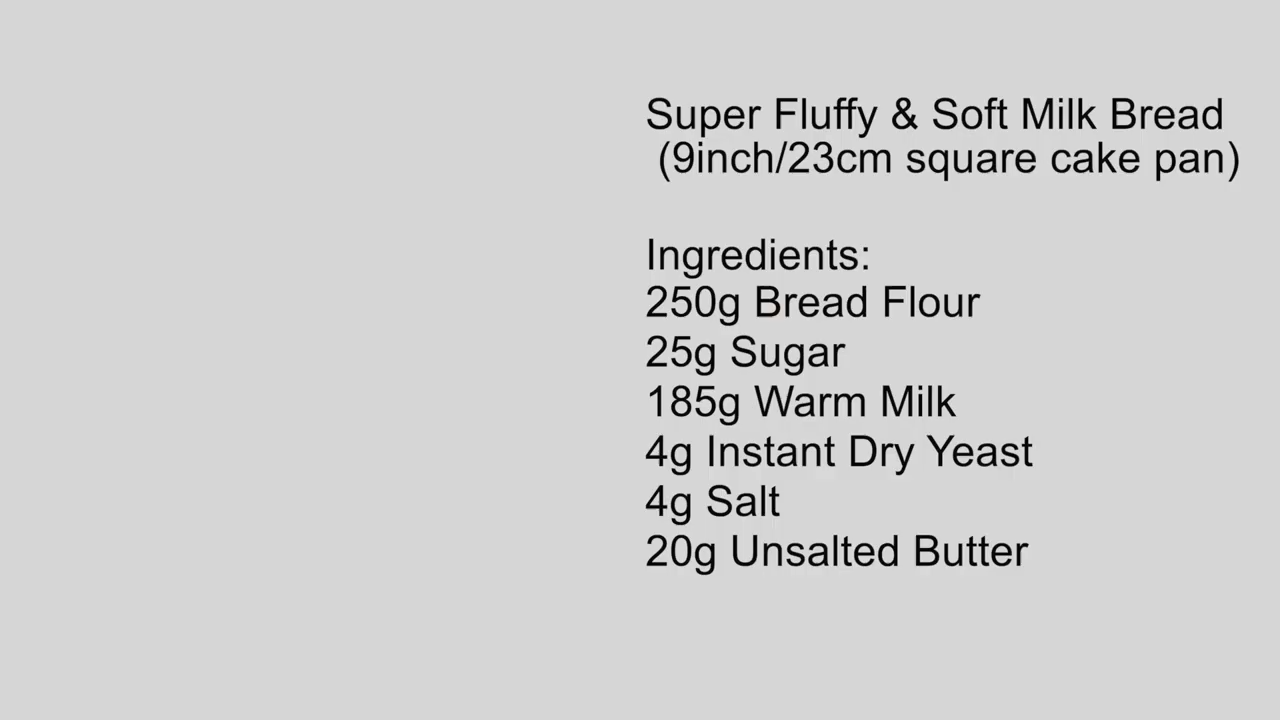 Super Fluffy & Soft Milk Bread
(9inch/23cm square cake pan)
Ingredients:
250g Bread Flour
25g Sugar
185g Warm Milk
4g Instant Dry Yeast
4g Salt
20g Unsalted Butter